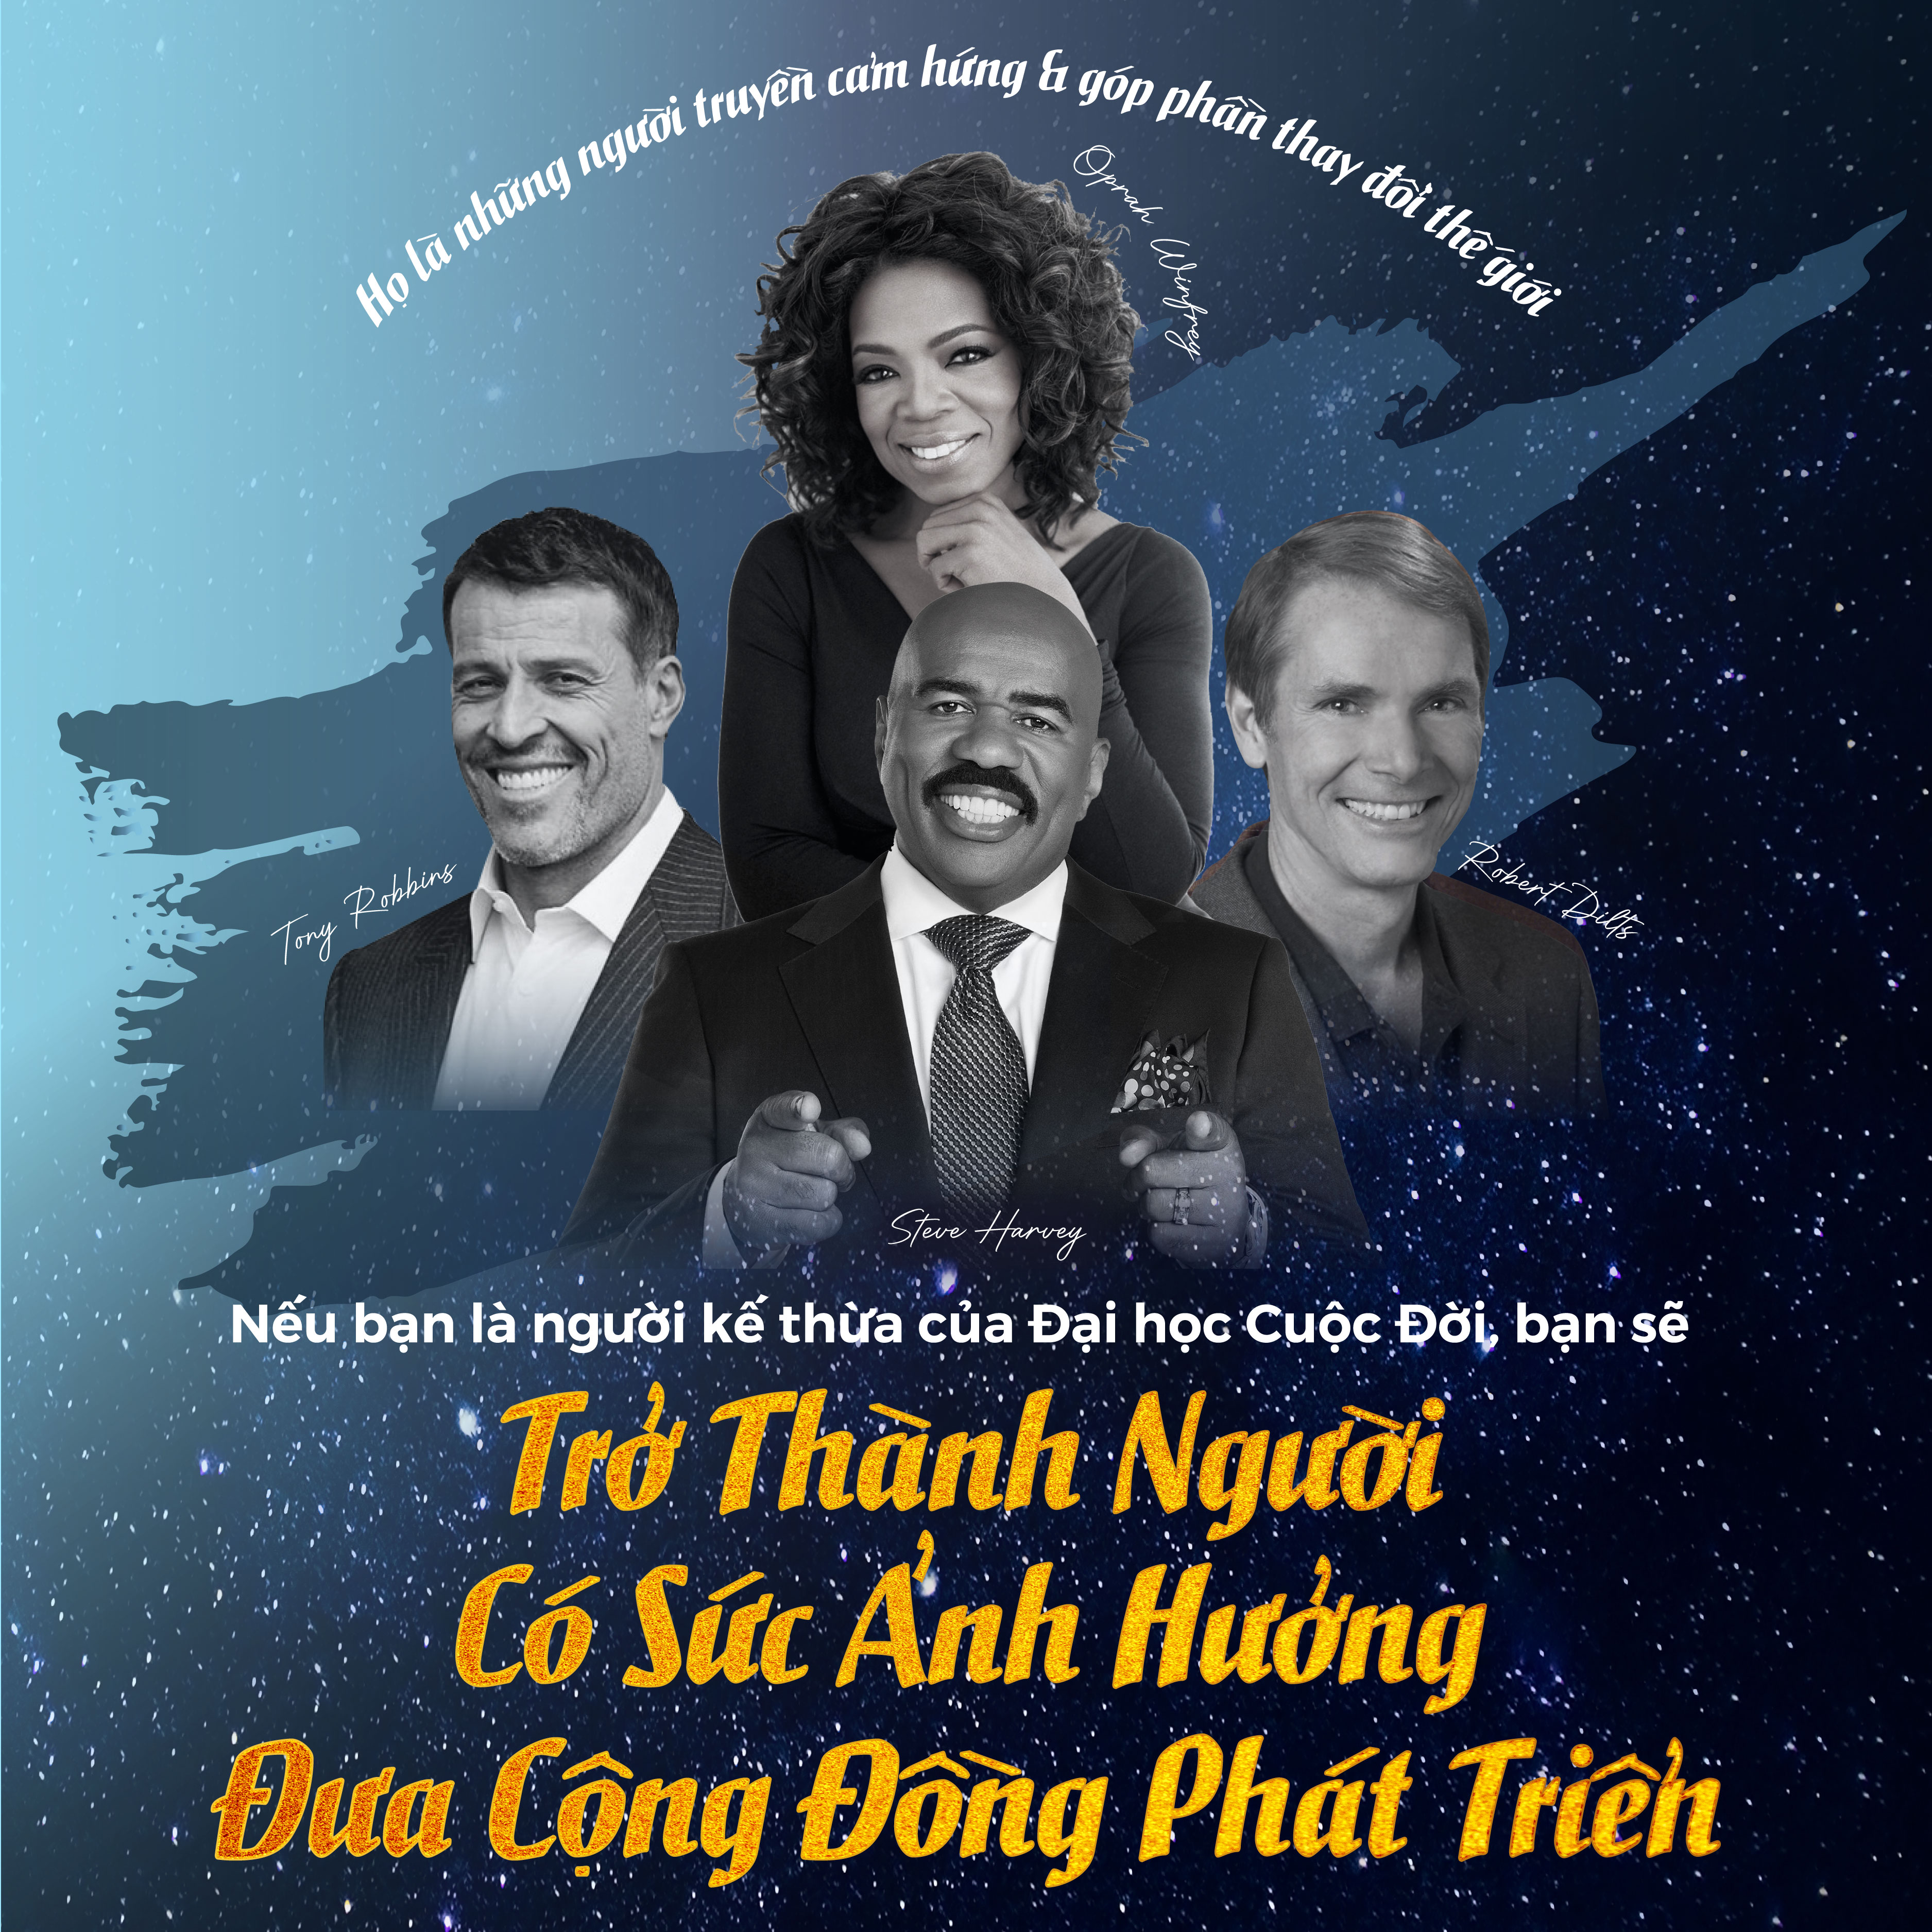 Họ là những người truyền cảm hứng & góp phần thay đổi thế giới
Oprah Winfrey
Tony Robbins
Robert Dilts
Steve Harvey
Nếu bạn là người kế thừa của Đại học Cuộc Đời, bạn sẽ
Trở Thành Người
Có Sức Ảnh Hưởng
Đưa Cộng Đồng Phát Triển